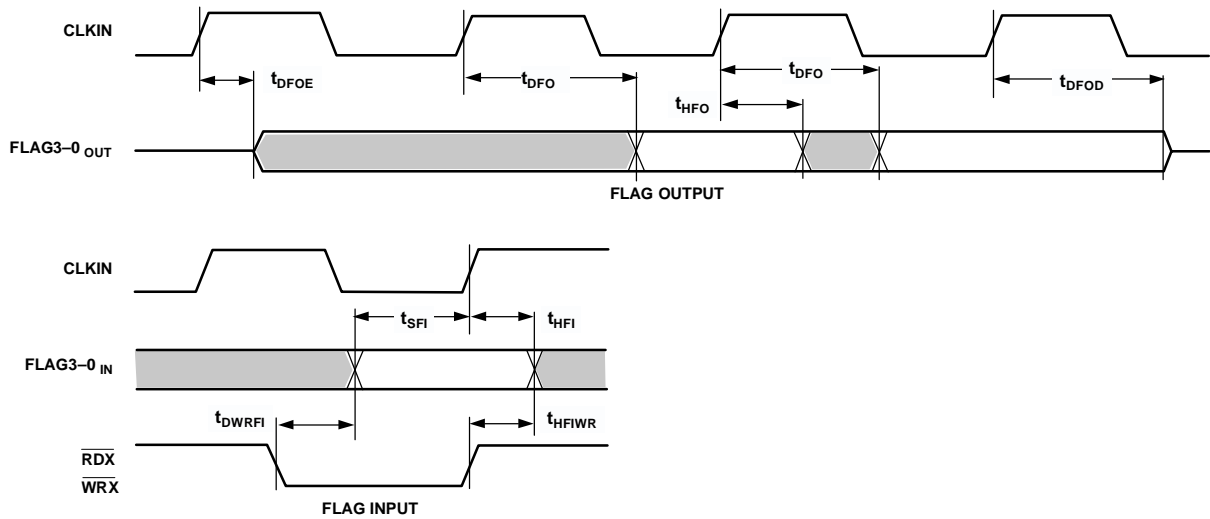 CLKIN
tDFOE
tDFO
tDFO
tDFOD
tHFO
FLAG3–0 OUT
FLAG OUTPUT
CLKIN
tSFI
tHFI
FLAG3–0 IN
tDWRFI
tHFIWR
RDX
WRX
FLAG INPUT